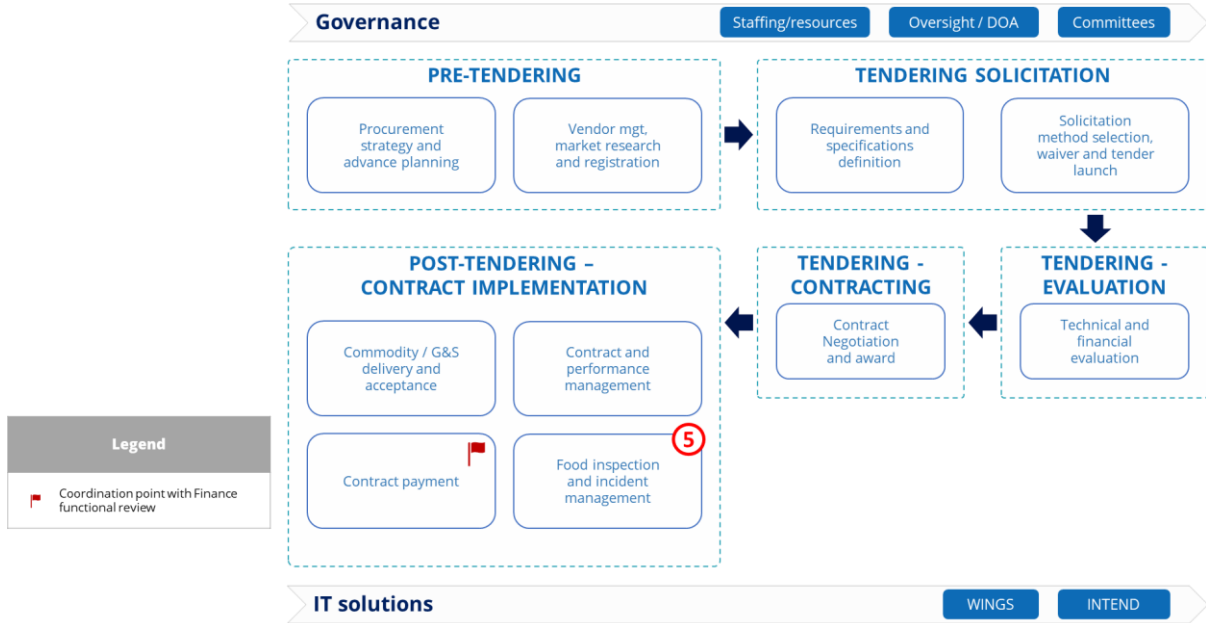 Governance
Staffing/resources
Oversight / DOA
Committees
PRE-TENDERING
Procurement
strategy and
advance planning
Vendor mgt,
market research
and registration
TENDERING SOLICITATION
Requirements and
specifications
definition
Solicitation
method selection,
waiver and tender
launch
POST-TENDERING –
CONTRACT IMPLEMENTATION
Commodity / G&S
delivery and
acceptance
Contract and
performance
management
Contract payment
5
Food inspection
and incident
management
TENDERING -
CONTRACTING
Contract
Negotiation
and award
TENDERING -
EVALUATION
Technical and
financial
evaluation
Legend
Coordination point with Finance
functional review
IT solutions
WINGS
INTEND